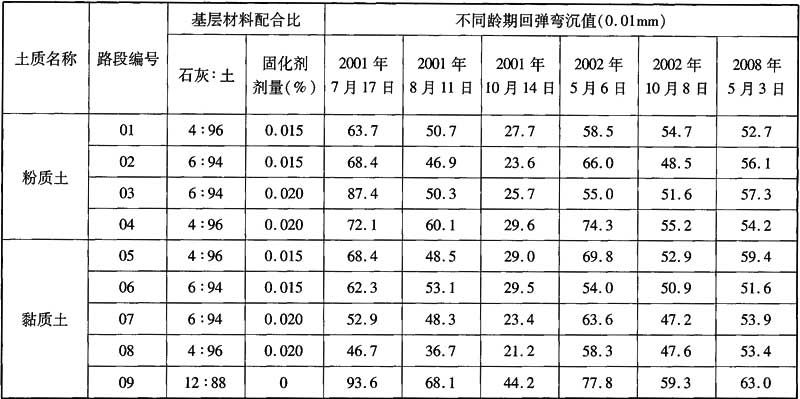 土质名称 路段编号 基层材料配合比 不同龄期回弹弯沉值(0.01mm)
石灰:土 固化剂剂量(%) 2001年7月17日 2001年8月11日 2001年10月14日 2002年5月6日 2002年10月8日 2008年5月3日
粉质土 01 4:96 0.015 63.7 50.7 27.7 58.5 54.7 52.7
02 6:94 0.015 68.4 46.9 23.6 66.0 48.5 56.1
03 6:94 0.020 87.4 50.3 25.7 55.0 51.6 57.3
04 4:96 0.020 72.1 60.1 29.6 74.3 55.2 54.2
黏质土 05 4:96 0.015 68.4 48.5 29.0 69.8 52.9 59.4
06 6:94 0.015 62.3 53.1 29.5 54.0 50.9 51.6
07 6:94 0.020 52.9 48.3 23.4 63.6 47.2 53.9
08 4:96 0.020 46.7 36.7 21.2 58.3 47.6 53.4
09 12:88 0 93.6 68.1 44.2 77.8 59.3 63.0